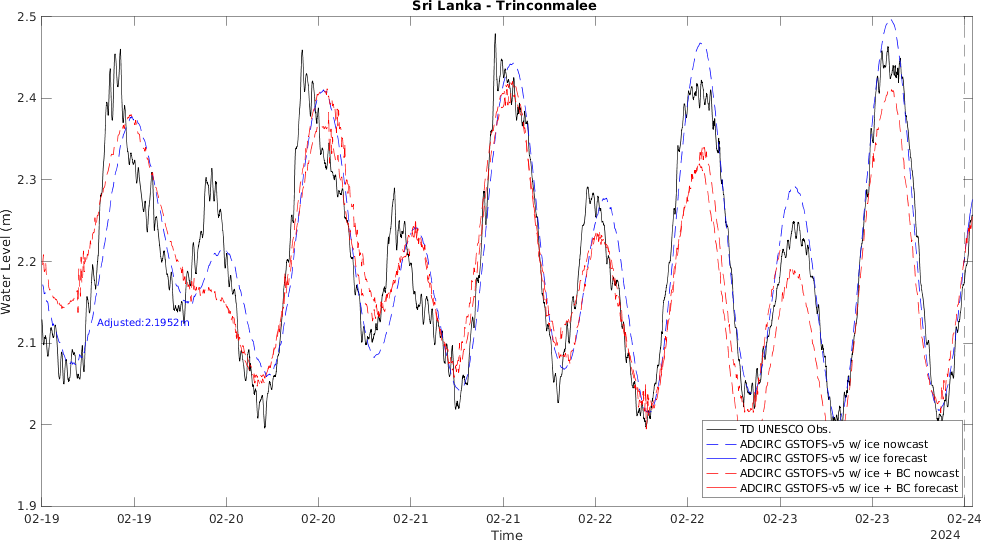 Sri Lanka - Trinconmalee
2.5
2.4
2.3
2.2
2.1
2
1.9
Water Level (m)
Adjusted:2.1952m
TD UNESCO Obs.
ADCIRC GSTOFS-v5 w/ ice nowcast
ADCIRC GSTOFS-v5 w/ ice forecast
ADCIRC GSTOFS-v5 w/ ice + BC nowcast
ADCIRC GSTOFS-v5 w/ ice + BC forecast
02-19 02-19 02-20 02-20 02-21 02-21 02-22 02-22 02-23 02-23 02-24
Time
2024